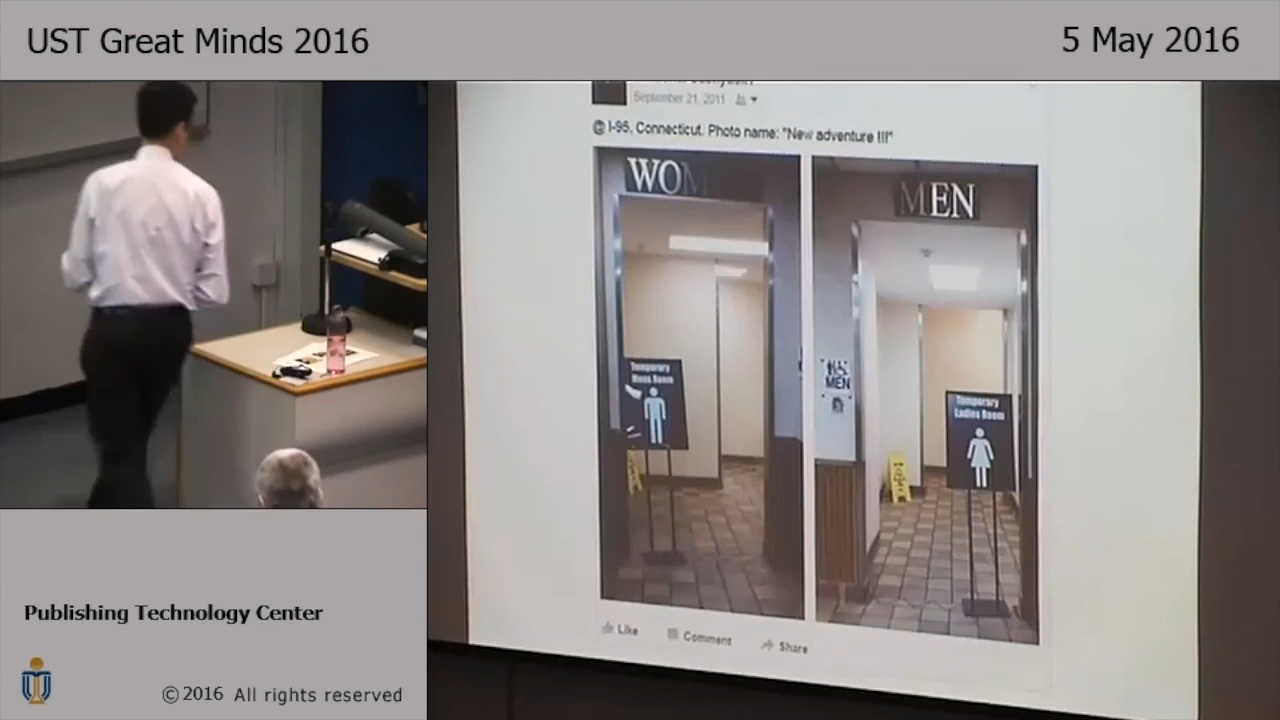 UST Great Minds 2016
5 May 2016
September 21, 2011
@ I-95, Connecticut. Photo name: "New adventure !!!"
WOM
MEN
Temporary
Mens Room
MEN
Temporary
Ladies Room
Like
Comment
Share
Publishing Technology Center
© 2016 All rights reserved